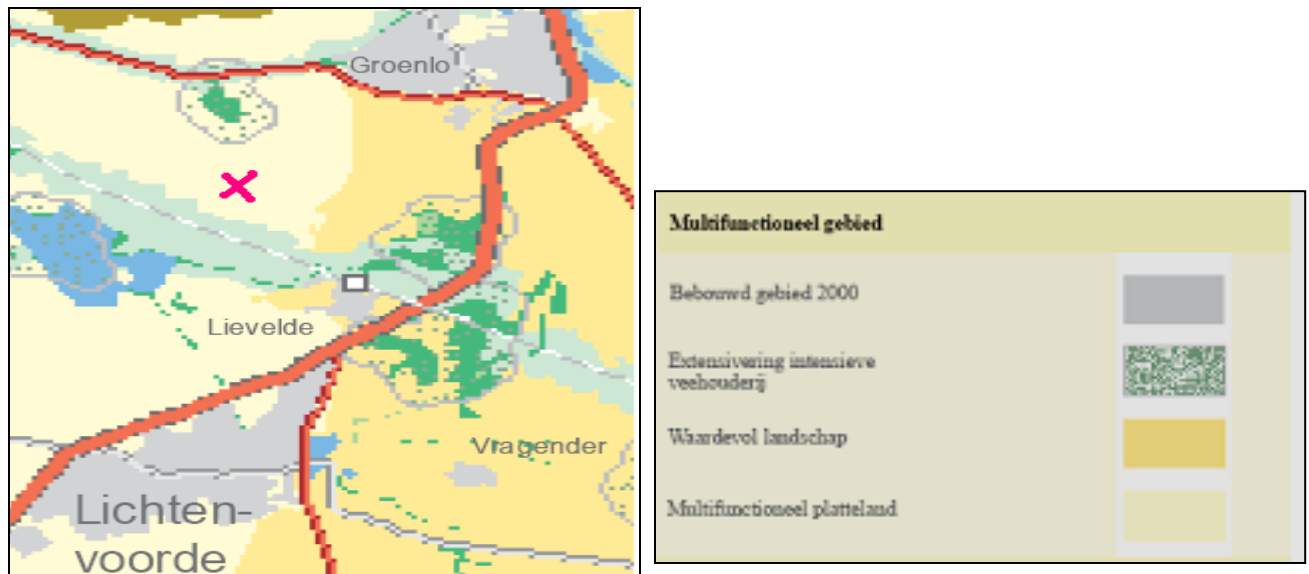 Groenlo
Lievelde
Vragender
Lichten-
voorde
Multifunctioneel gebied
Bebouwd gebied 2000
Extensivering intensieve
veehouderij
Waardevol landschap
Multifunctioneel platteland